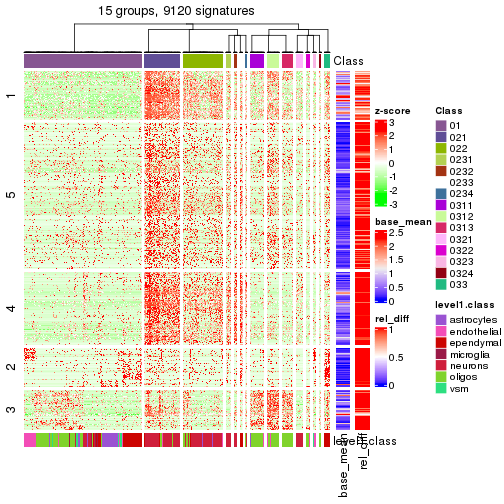 15 groups, 9120 signatures
Class
1
5
4
2
3
level1.class
base_mean
rel_diff
z-score
3
2
1
0
-1
-2
-3
base_mean
2.5
2
1.5
1
0.5
0
rel_diff
1
0.5
0
Class
01
021
022
0231
0232
0233
0234
0311
0312
0313
0321
0322
0323
0324
033
level1.class
astrocytes
endothelial
ependymal
microglia
neurons
oligos
vsm